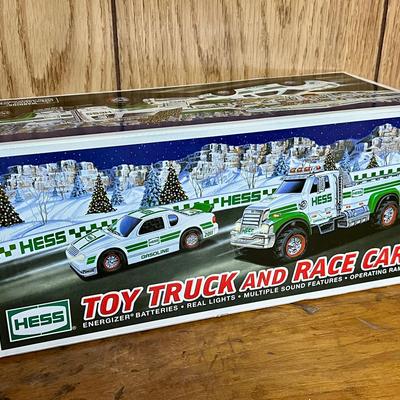 HESS
HESS
HESS
HESS
GASOLINE
HESS
TOY TRUCK AND RACE CAR
ENERGIZER® BATTERIES • REAL LIGHTS • MULTIPLE SOUND FEATURES • OPERATING RAM